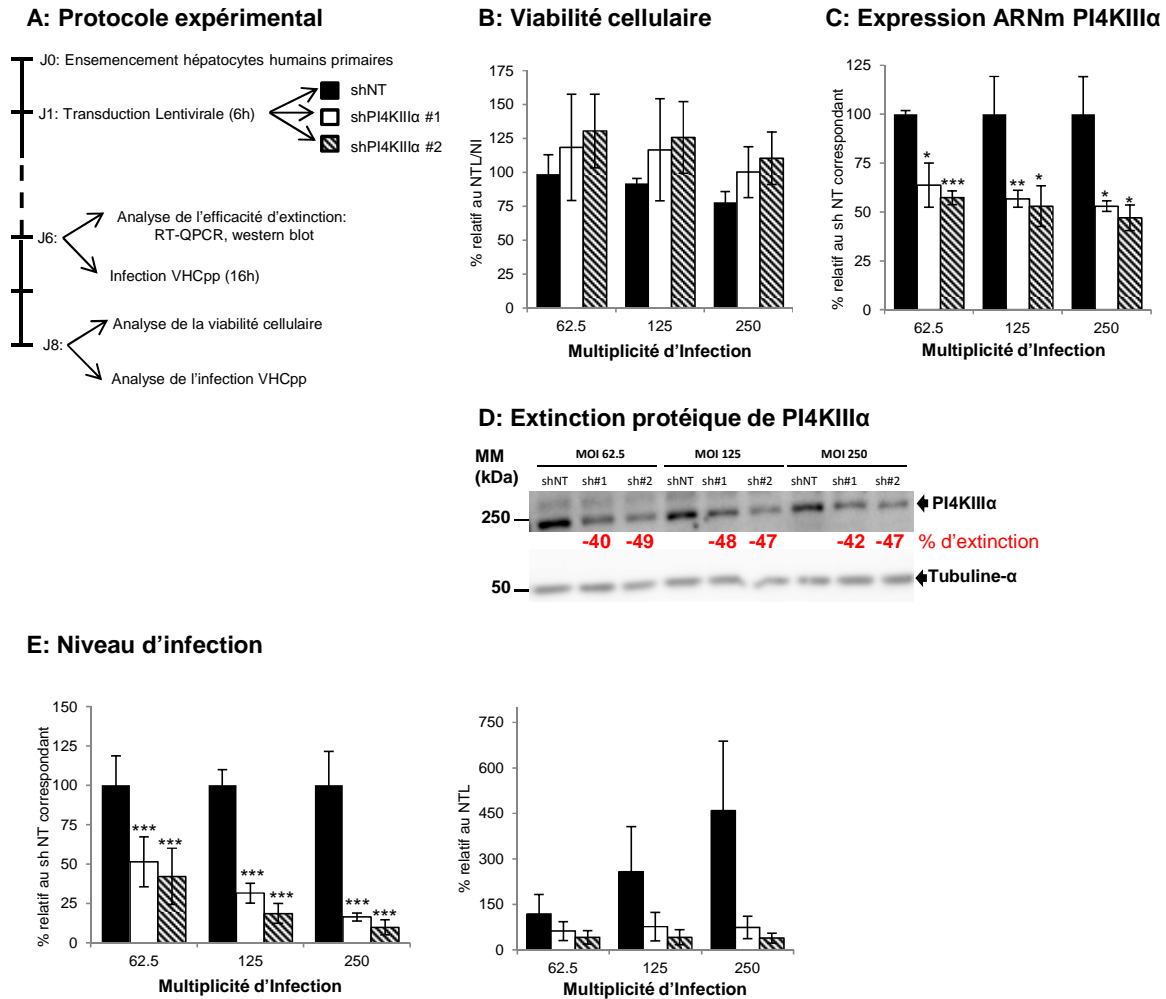 A: Protocole expérimental
J0: Ensemencement hépatocytes humains primaires
J1: Transduction Lentivirale (6h)
shNT
shPI4KIIIα #1
shPI4KIIIα #2
J6:
Analyse de l'efficacité d'extinction:
RT-QPCR, western blot
Infection VHCpp (16h)
J8:
Analyse de la viabilité cellulaire
Analyse de l'infection VHCpp
B: Viabilité cellulaire
% relatif au NTL/NI
175
150
125
100
75
50
25
0
62.5 125 250
Multiplicité d'Infection
C: Expression ARNm PI4KIIIα
% relatif au sh NT correspondant
125
100
75
50
25
0
* *** ** * * *
62.5 125 250
Multiplicité d'Infection
D: Extinction protéique de PI4KIIIα
MM
(kDa)
MOI 62.5 MOI 125 MOI 250
shNT sh#1 sh#2 shNT sh#1 sh#2 shNT sh#1 sh#2
250
PI4KIIIα
-40 -49 -48 -47 -42 -47 % d'extinction
50
Tubuline-α
E: Niveau d'infection
% relatif au sh NT correspondant
150
125
100
75
50
25
0
*** *** *** *** *** ***
62.5 125 250
Multiplicité d'Infection
% relatif au NTL
750
600
450
300
150
0
62.5 125 250
Multiplicité d'Infection